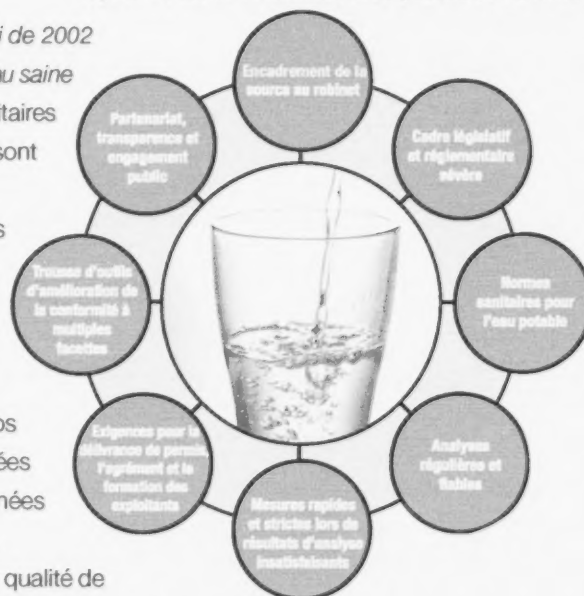 i de 2002
au saine
itaires
sont
s
os
ées
nées
qualité de
Encadrement de la
source au robinet
Cadre législatif
et réglementaire
sévère
Normes
sanitaires pour
l'eau potable
Analyses
régulières et
fiables
Mesures rapides
et strictes lors de
résultats d'analyse
insatisfaisants
Exigences pour la
délivrance de permis,
l'agrément et la
formation des
exploitants
Trousse d'outils
d'amélioration de
la conformité à
multiples
facettes
Partenariat,
transparence et
engagement
public